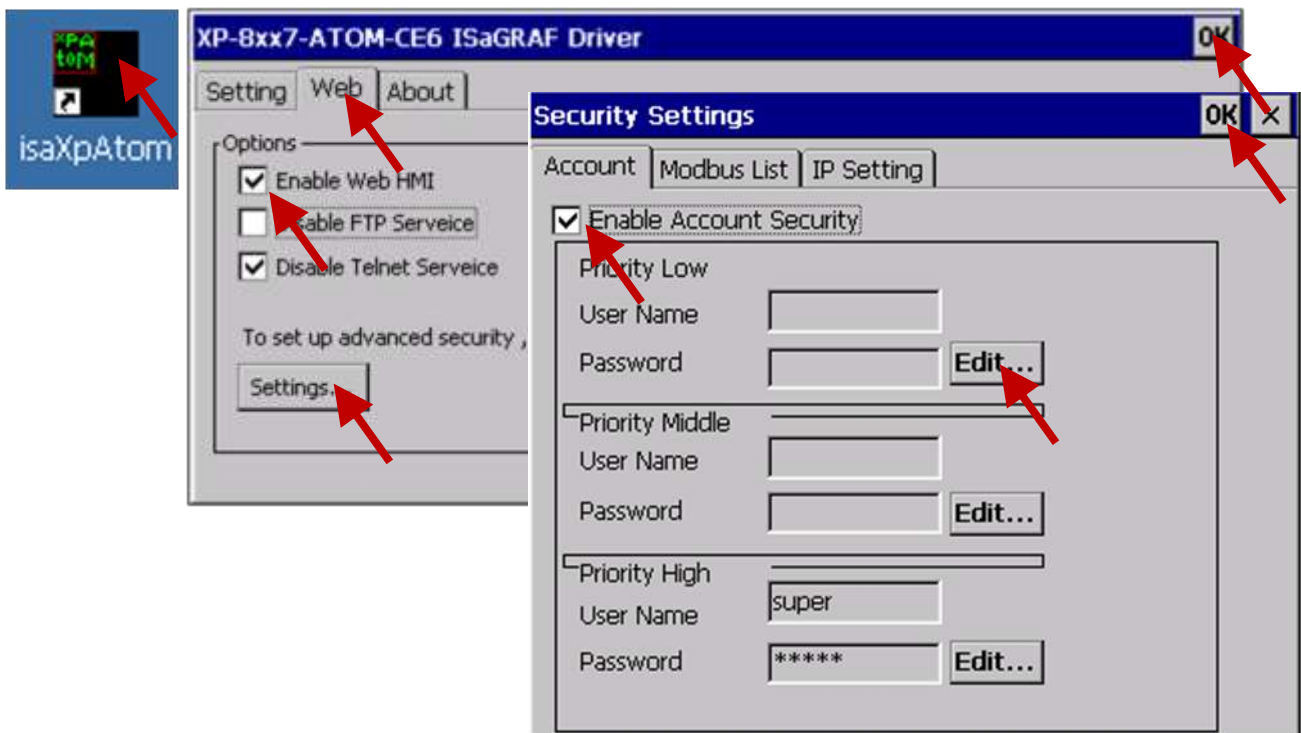 XPA
toM
isaXpAtom
XP-8xx7-ATOM-CE6 ISaGRAF Driver
OK
Setting Web About
Options
Enable Web HMI
sable FTP Serveice
Disable Telnet Serveice
To set up advanced security ,
Settings.
Security Settings
OK ×
Account Modbus List IP Setting
Enable Account Security
Priority Low
User Name
Password Edit...
Priority Middle
User Name
Password Edit...
Priority High
User Name super
Password ***** Edit...